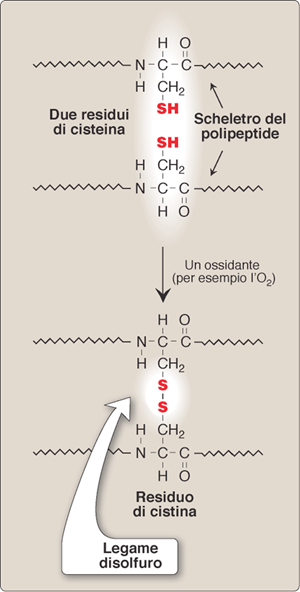 H O
N C C
H CH₂
SH
Due residui
di cisteina
Scheletro del
polipeptide
SH
H CH₂
N C C
H O
Un ossidante
(per esempio l'O₂)
H O
N C C
H CH₂
S
S
H CH₂
N C C
H O
Residuo
di cistina
Legame
disolfuro